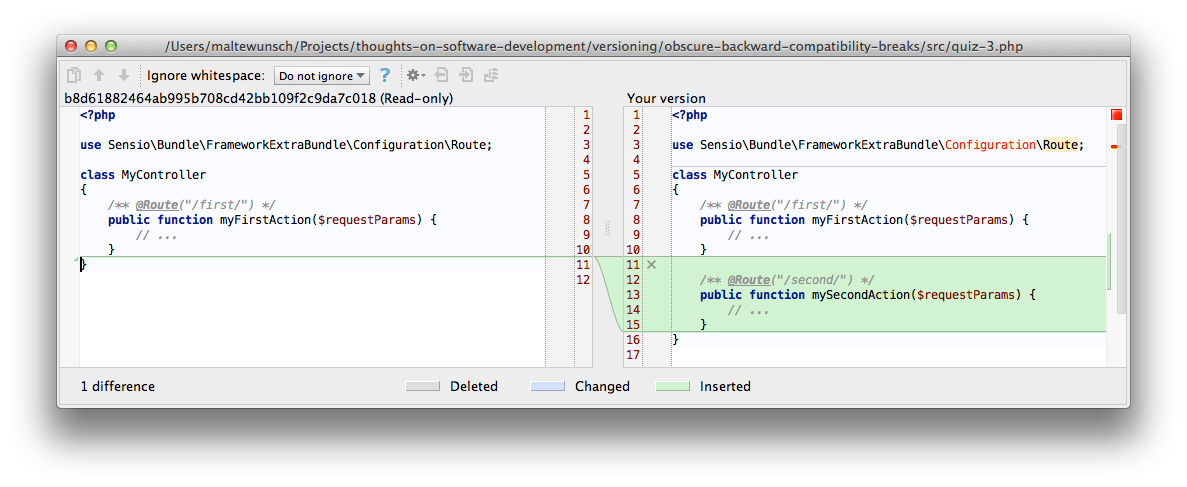 /Users/maltewunsch/Projects/thoughts-on-software-development/versioning/obscure-backward-compatibility-breaks/src/quiz-3.php
Ignore whitespace: Do not ignore ?
b8d61882464ab995b708cd42bb109f2c9da7c018 (Read-only)
<?php
use Sensio\Bundle\FrameworkExtraBundle\Configuration\Route;
class MyController
{
/** @Route("/first/") */
public function myFirstAction($requestParams) {
// ...
}
}
1
2
3
4
5
6
7
8
9
10
11
12
Your version
1 <?php
2
3 use Sensio\Bundle\FrameworkExtraBundle\Configuration\Route;
4
5 class MyController
6 {
7 /** @Route("/first/") */
8 public function myFirstAction($requestParams) {
9 // ...
10 }
11
12 /** @Route("/second/") */
13 public function mySecondAction($requestParams) {
14 // ...
15 }
16 }
17
1 difference
Deleted
Changed
Inserted